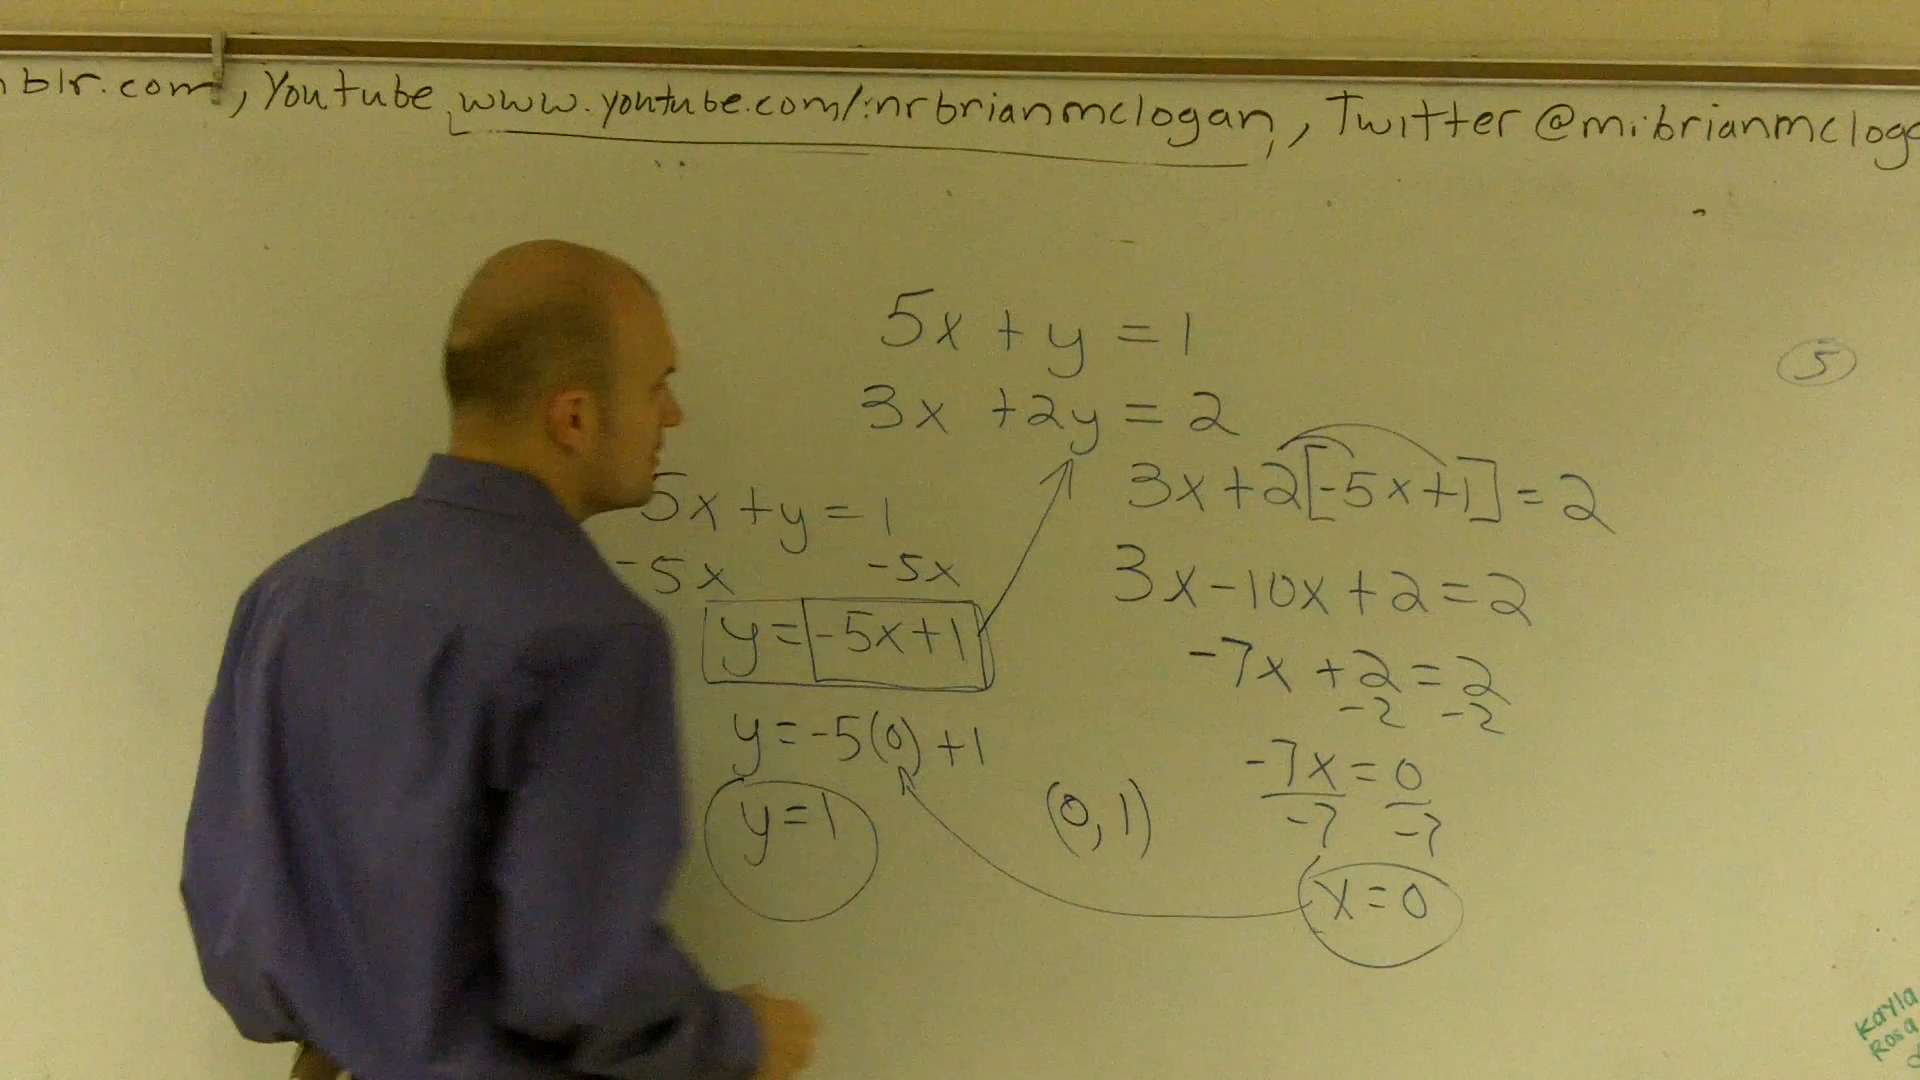 blr.com, Youtube www.youtube.com/mrbrianmclogan, Twitter @mrbrianmcloga
5x + y = 1
5
3x + 2y = 2
5x + y = 1
-5x -5x
y = -5x+1
y = -5(0) + 1
y = 1
3x+2[-5x+1] = 2
3x-10x+2=2
-7x +2 = 2
-2 -2
-7x = 0
-7 -7
x = 0
(0, 1)
Kayla
Rosa